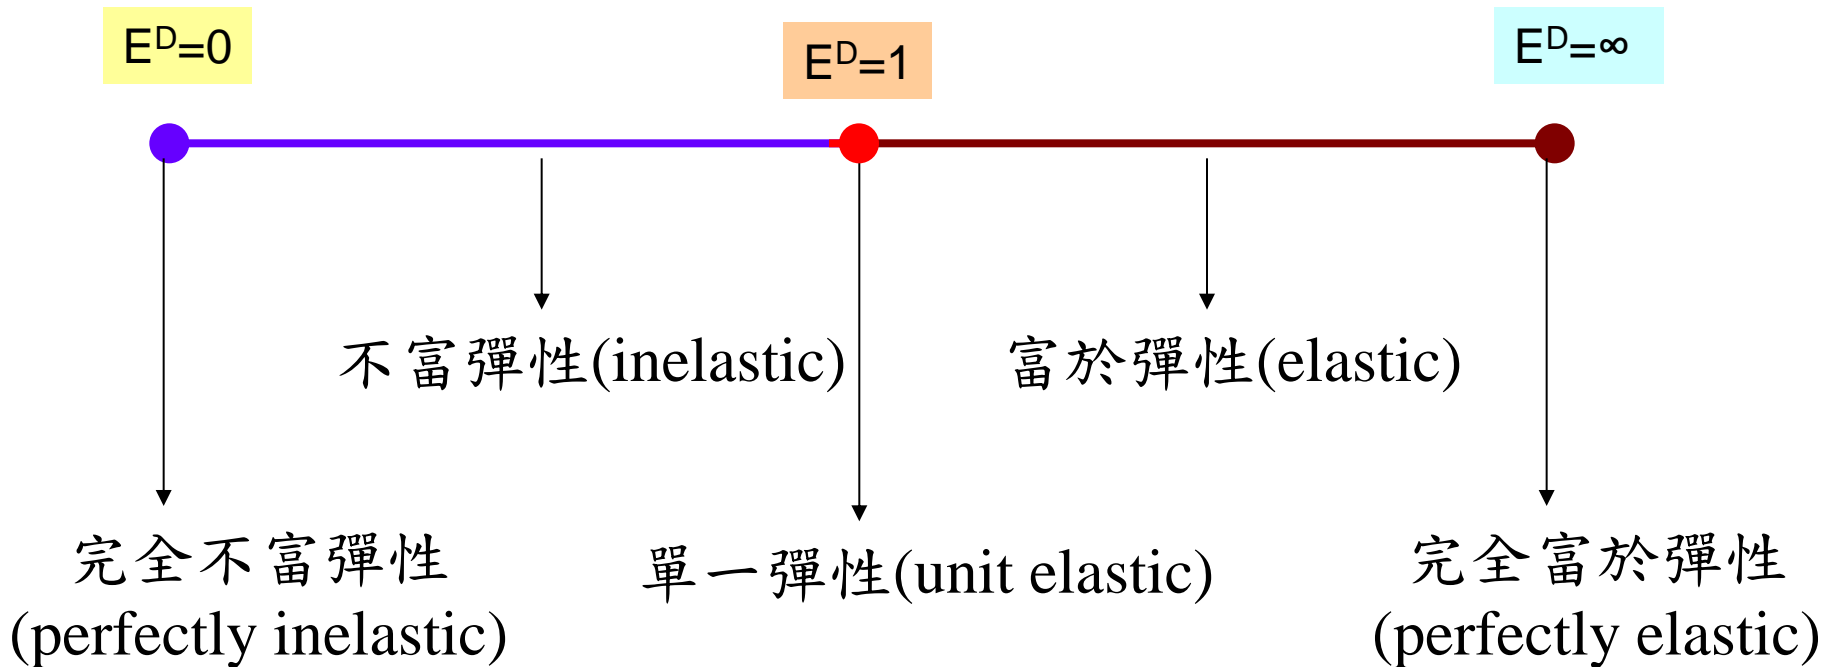 E^D=0
E^D=1
E^D=∞
不富彈性(inelastic)
富於彈性(elastic)
完全不富彈性
(perfectly inelastic)
單一彈性(unit elastic)
完全富於彈性
(perfectly elastic)